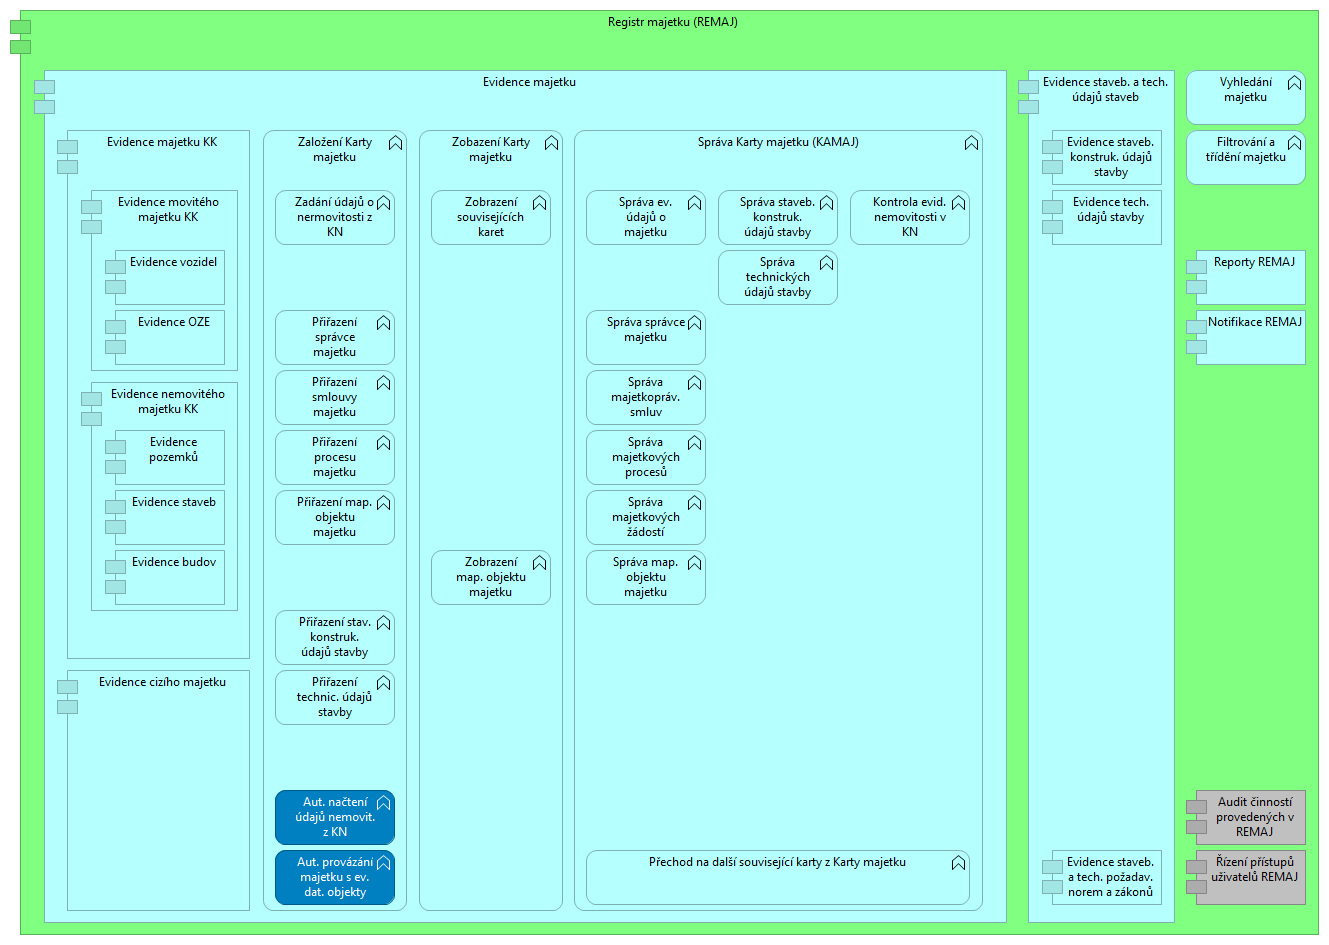 Registr majetku (REMAJ)
Evidence majetku
Evidence majetku KK
Evidence movitého
majetku KK
Evidence vozidel
Evidence OZE
Evidence nemovitého
majetku KK
Evidence
pozemků
Evidence staveb
Evidence budov
Evidence cizího majetku
Založení Karty
majetku
Zadání údajů o
nermovitosti z
KN
Přiřazení
správce
majetku
Přiřazení
smlouvy
majetku
Přiřazení
procesu
majetku
Přiřazení map.
objektu
majetku
Přiřazení stav.
konstruk.
údajů stavby
Přiřazení
technic. údajů
stavby
Aut. načtení
údajů nemovit.
z KN
Aut. provázání
majetku s ev.
dat. objekty
Zobazení Karty
majetku
Zobrazení
souvisejících
karet
Zobrazení
map. objektu
majetku
Správa Karty majetku (KAMAJ)
Správa ev.
údajů o
majetku
Správa staveb.
konstruk.
údajů stavby
Kontrola evid.
nemovitosti v
KN
Správa
technických
údajů stavby
Správa správce
majetku
Správa
majetkopráv.
smluv
Správa
majetkových
procesů
Správa
majetkových
žádostí
Správa map.
objektu
majetku
Přechod na další související karty z Karty majetku
Evidence staveb. a tech.
údajů staveb
Evidence staveb.
konstruk. údajů
stavby
Evidence tech.
údajů stavby
Evidence staveb.
a tech. požadav.
norem a zákonů
Vyhledání
majetku
Filtrování a
třídění majetku
Reporty REMAJ
Notifikace REMAJ
Audit činností
provedených v
REMAJ
Řízení přístupů
uživatelů REMAJ